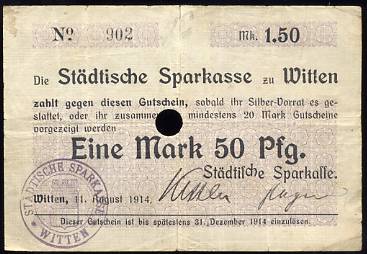 No 902 Mk. 1.50
Die Städtische Sparkasse zu Witten
zahlt gegen diesen Gutschein, sobald ihr Silber-Vorrat es ge-
stattet, oder ihr zusammen mindestens 20 Mark Gutscheine
vorgezeigt werden
Eine Mark 50 Pfg.
Städtische Sparkasse.
Witten, 11. August 1914.
STÄDTISCHE SPARKASSE
WITTEN
Dieser Gutschein ist bis spätestens 31. Dezember 1914 einzulösen.